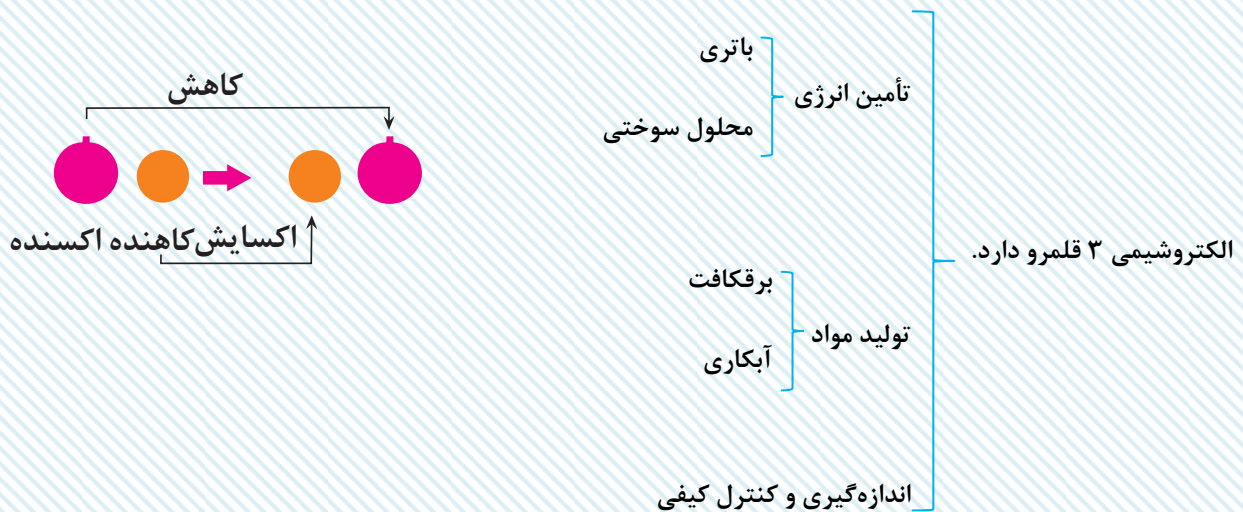 الکتروشیمی ۳ قلمرو دارد.
تأمین انرژی
باتری
محلول سوختی
تولید مواد
برقکافت
آبکاری
اندازه‌گیری و کنترل کیفی
کاهش
اکسایش کاهنده اکسنده